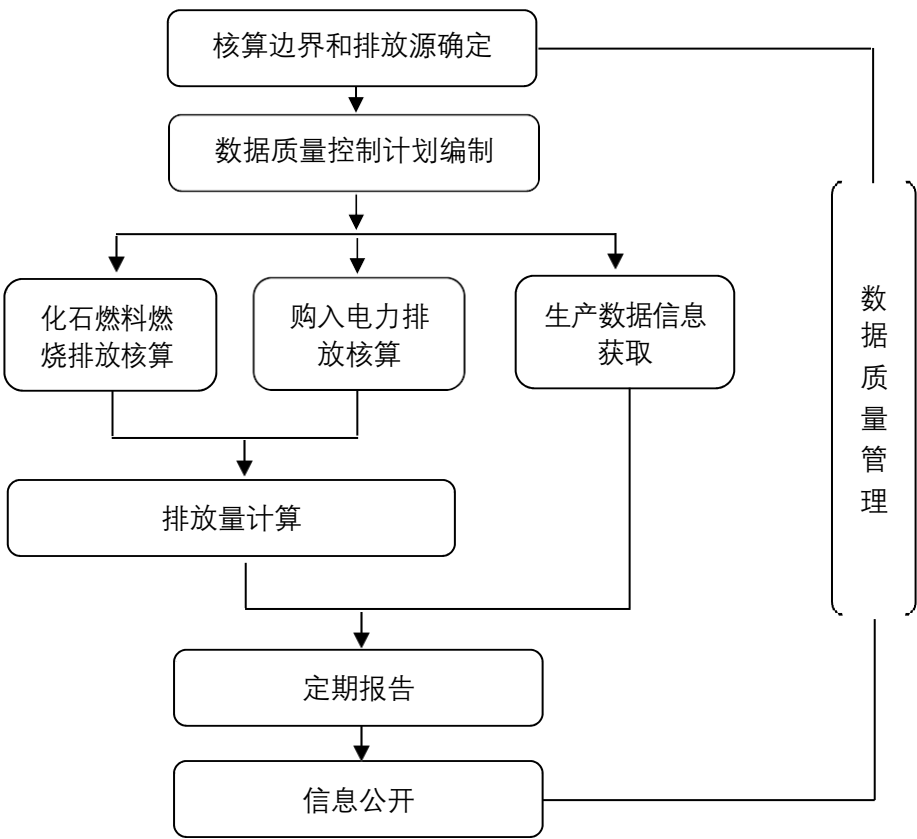 核算边界和排放源确定
数据质量控制计划编制
化石燃料燃
烧排放核算
购入电力排
放核算
生产数据信息
获取
排放量计算
定期报告
信息公开
数
据
质
量
管
理